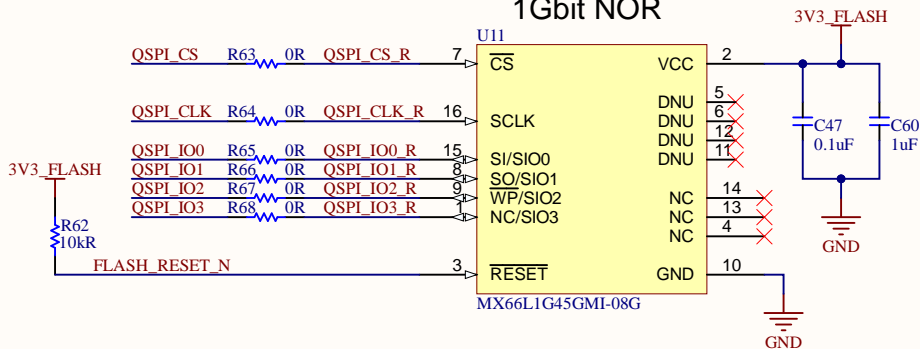 1Gbit NOR
3V3_FLASH
U11
QSPI_CS R63 0R QSPI_CS_R 7 CS VCC 2
DNU 5
QSPI_CLK R64 0R QSPI_CLK_R 16 SCLK DNU 6
DNU 12
QSPI_IO0 R65 0R QSPI_IO0_R 15 SI/SIO0 DNU 11
C47 0.1uF
C60 1uF
3V3_FLASH
QSPI_IO1 R66 0R QSPI_IO1_R 8 SO/SIO1
QSPI_IO2 R67 0R QSPI_IO2_R 9 WP/SIO2 NC 14
QSPI_IO3 R68 0R QSPI_IO3_R 1 NC/SIO3 NC 13
NC 4
R62
10kR
GND
FLASH_RESET_N 3 RESET GND 10
MX66L1G45GMI-08G
GND